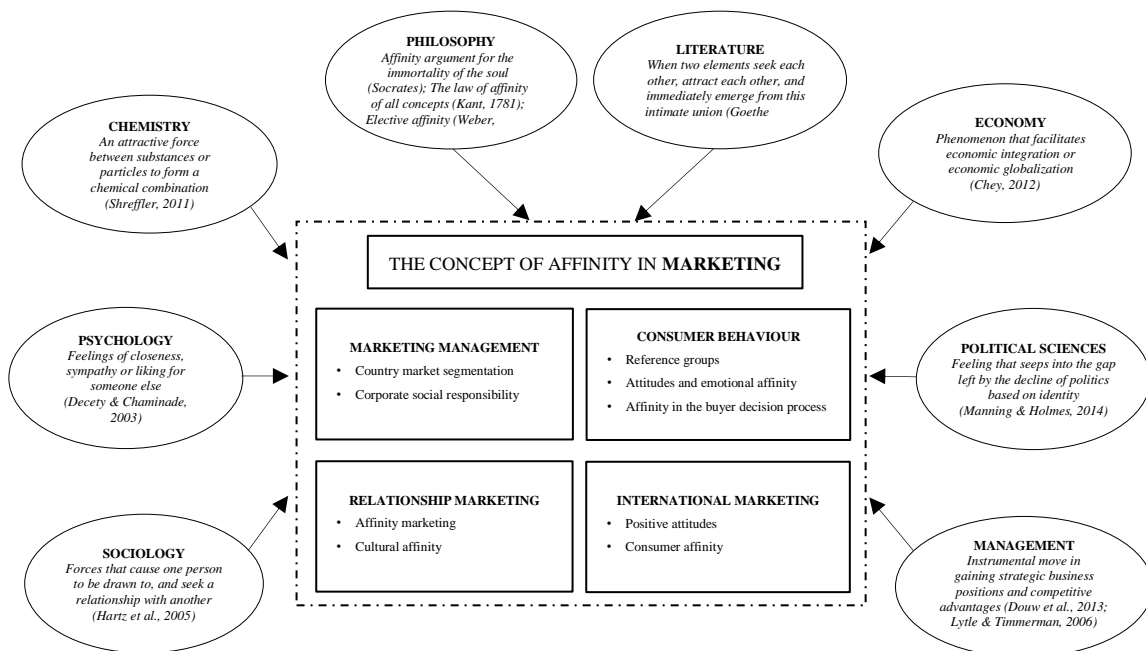 PHILOSOPHY
Affinity argument for the
immortality of the soul
(Socrates); The law of affinity
of all concepts (Kant, 1781);
Elective affinity (Weber,
LITERATURE
When two elements seek each
other, attract each other, and
immediately emerge from this
intimate union (Goethe
CHEMISTRY
An attractive force
between substances or
particles to form a
chemical combination
(Shreffler, 2011)
ECONOMY
Phenomenon that facilitates
economic integration or
economic globalization
(Chey, 2012)
THE CONCEPT OF AFFINITY IN MARKETING
PSYCHOLOGY
Feelings of closeness,
sympathy or liking for
someone else
(Decety & Chaminade,
2003)
MARKETING MANAGEMENT
• Country market segmentation
• Corporate social responsibility
CONSUMER BEHAVIOUR
• Reference groups
• Attitudes and emotional affinity
• Affinity in the buyer decision process
POLITICAL SCIENCES
Feeling that seeps into the gap
left by the decline of politics
based on identity
(Manning & Holmes, 2014)
RELATIONSHIP MARKETING
• Affinity marketing
• Cultural affinity
INTERNATIONAL MARKETING
• Positive attitudes
• Consumer affinity
SOCIOLOGY
Forces that cause one person
to be drawn to, and seek a
relationship with another
(Hartz et al., 2005)
MANAGEMENT
Instrumental move in
gaining strategic business
positions and competitive
advantages (Douw et al., 2013;
Lytle & Timmerman, 2006)